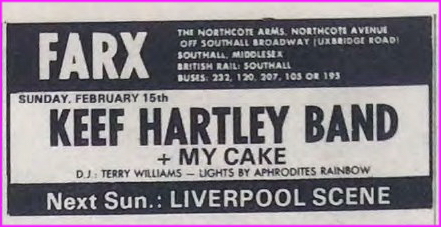 FARX
THE NORTHCOTE ARMS, NORTHCOTE AVENUE
OFF SOUTHALL BROADWAY (UXBRIDGE ROAD)
SOUTHALL, MIDDLESEX
BRITISH RAIL: SOUTHALL
BUSES: 232, 120, 207, 105 OR 195
SUNDAY, FEBRUARY 15th
KEEF HARTLEY BAND
+ MY CAKE
D.J.: TERRY WILLIAMS – LIGHTS BY APHRODITES RAINBOW
Next Sun.: LIVERPOOL SCENE